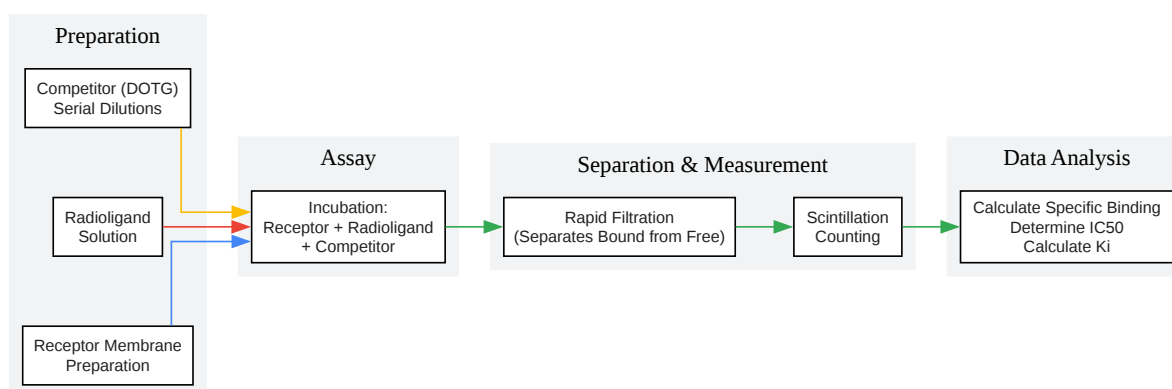 Preparation
Competitor (DOTG)
Serial Dilutions
Radioligand
Solution
Receptor Membrane
Preparation
Assay
Incubation:
Receptor + Radioligand
+ Competitor
Separation & Measurement
Rapid Filtration
(Separates Bound from Free)
Scintillation
Counting
Data Analysis
Calculate Specific Binding
Determine IC50
Calculate Ki